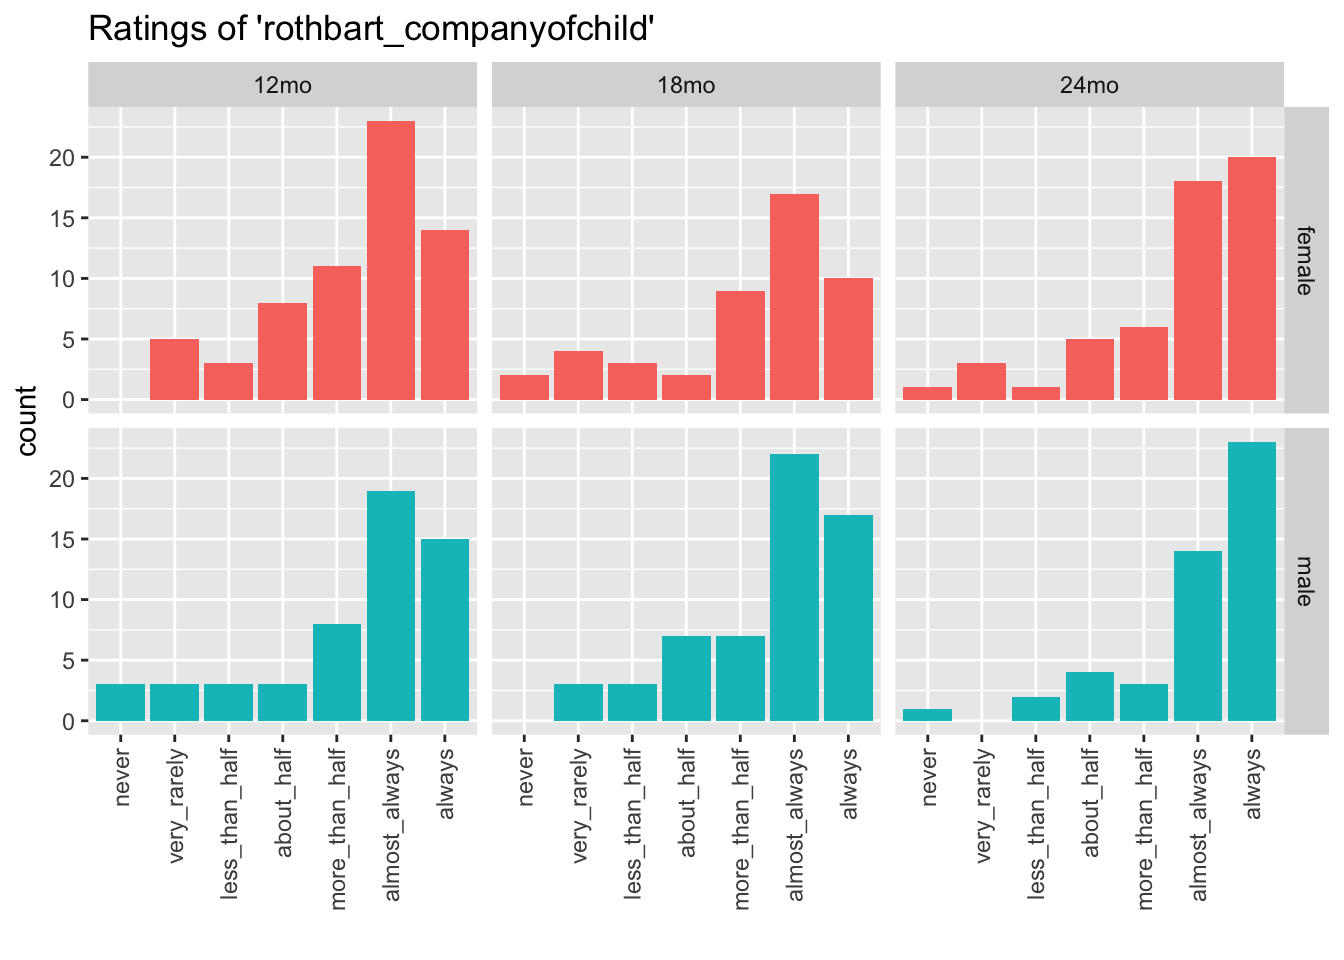 Ratings of 'rothbart_companyofchild'
12mo 18mo 24mo
count
20
15
10
5
0
female
20
15
10
5
0
male
never very_rarely less_than_half about_half more_than_half almost_always always
never very_rarely less_than_half about_half more_than_half almost_always always
never very_rarely less_than_half about_half more_than_half almost_always always